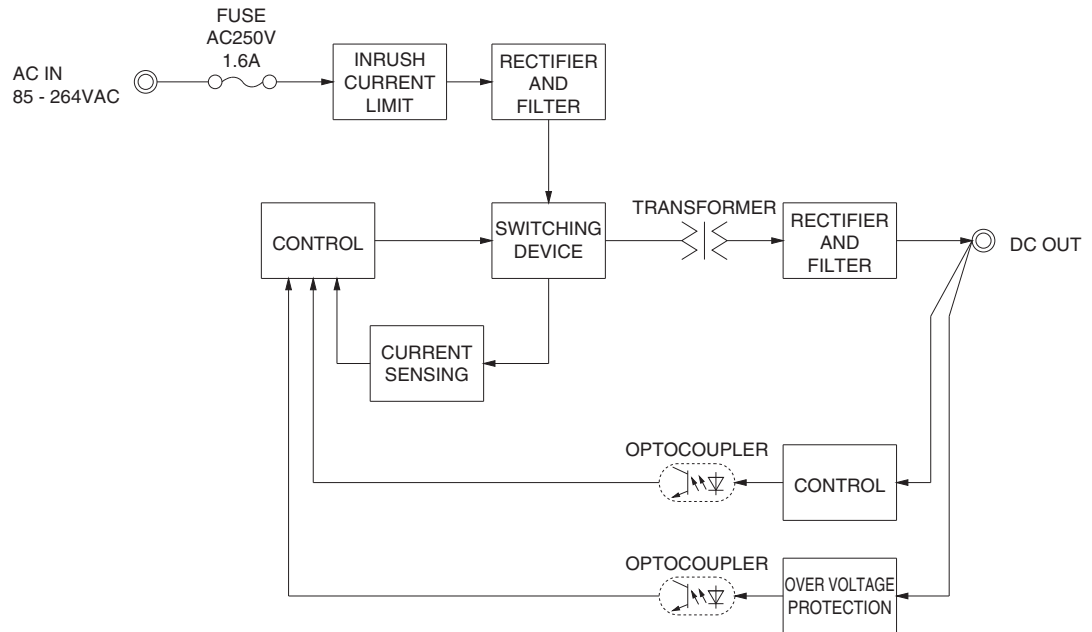 FUSE
AC250V
1.6A
AC IN
85 - 264VAC
INRUSH
CURRENT
LIMIT
RECTIFIER
AND
FILTER
CONTROL
SWITCHING
DEVICE
TRANSFORMER
RECTIFIER
AND
FILTER
DC OUT
CURRENT
SENSING
OPTOCOUPLER
CONTROL
OPTOCOUPLER
OVER VOLTAGE
PROTECTION